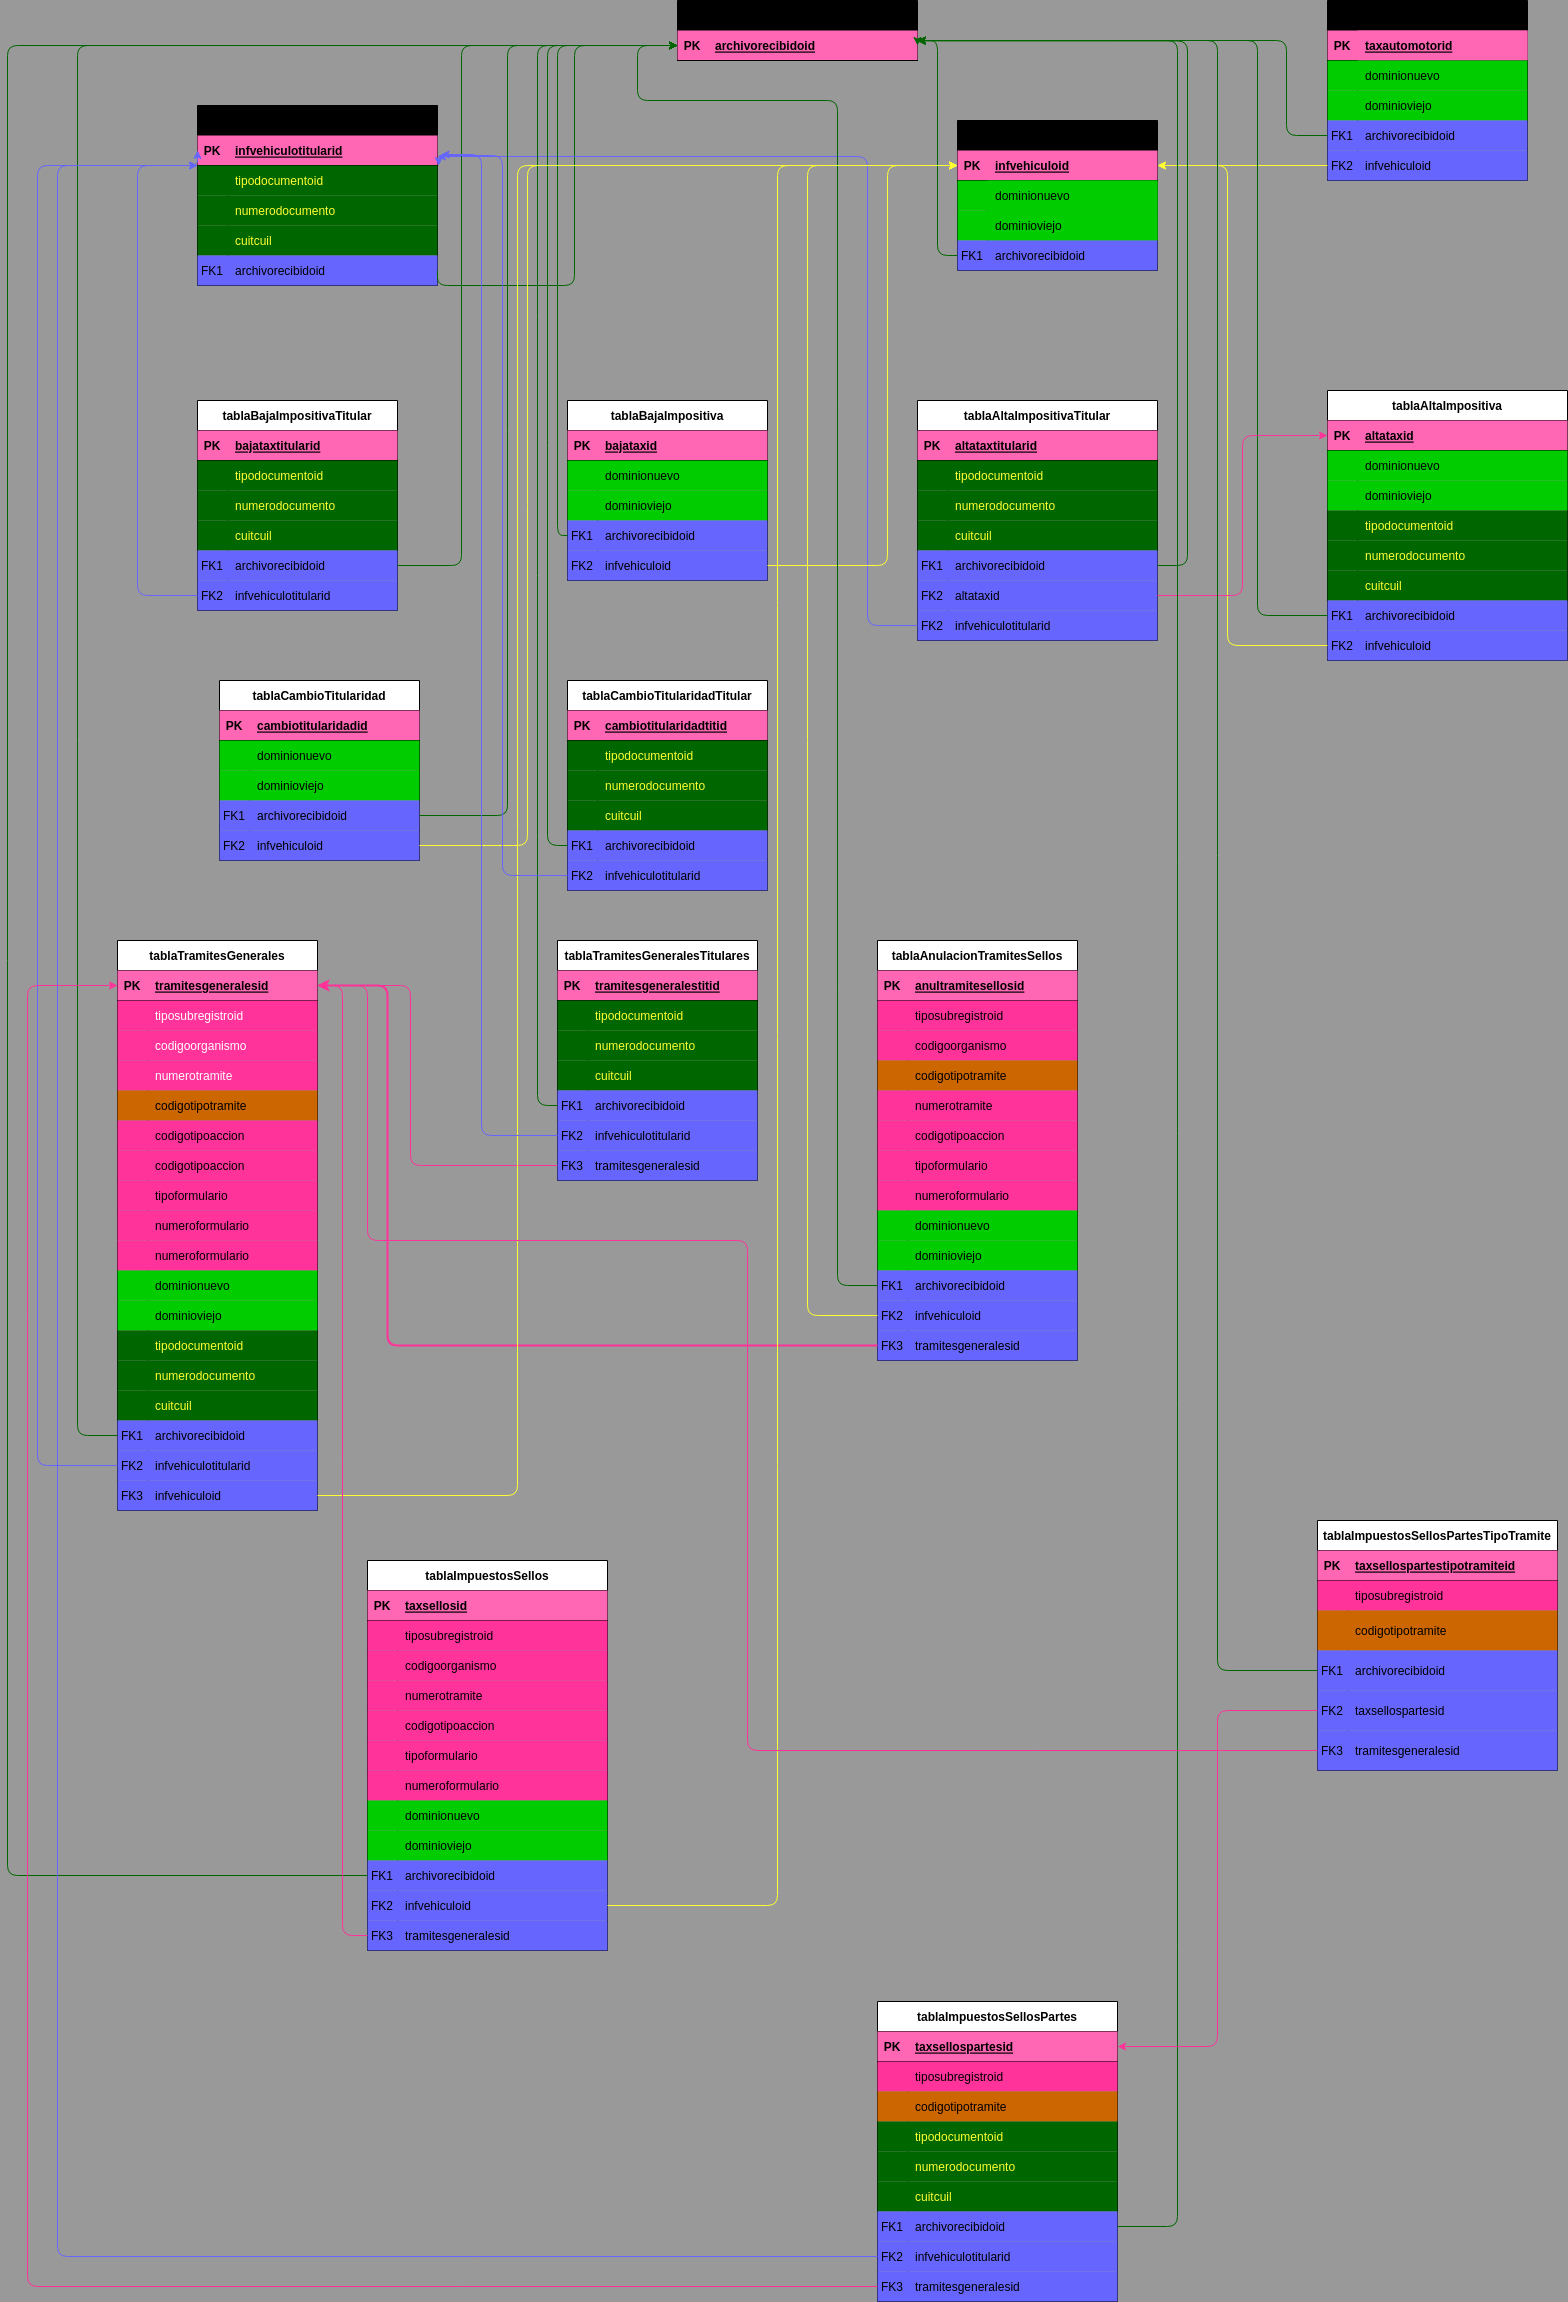 PK archivorecibidoid
PK taxautomotorid
dominionuevo
dominioviejo
FK1 archivorecibidoid
FK2 infvehiculoid
PK infvehiculotitularid
tipodocumentoid
numerodocumento
cuitcuil
FK1 archivorecibidoid
PK infvehiculoid
dominionuevo
dominioviejo
FK1 archivorecibidoid
tablaBajaImpositivaTitular
PK bajataxtitularid
tipodocumentoid
numerodocumento
cuitcuil
FK1 archivorecibidoid
FK2 infvehiculotitularid
tablaBajaImpositiva
PK bajataxid
dominionuevo
dominioviejo
FK1 archivorecibidoid
FK2 infvehiculoid
tablaAltaImpositivaTitular
PK altataxtitularid
tipodocumentoid
numerodocumento
cuitcuil
FK1 archivorecibidoid
FK2 altataxid
FK2 infvehiculotitularid
tablaAltaImpositiva
PK altataxid
dominionuevo
dominioviejo
tipodocumentoid
numerodocumento
cuitcuil
FK1 archivorecibidoid
FK2 infvehiculoid
tablaCambioTitularidad
PK cambiotitularidadid
dominionuevo
dominioviejo
FK1 archivorecibidoid
FK2 infvehiculoid
tablaCambioTitularidadTitular
PK cambiotitularidadtitid
tipodocumentoid
numerodocumento
cuitcuil
FK1 archivorecibidoid
FK2 infvehiculotitularid
tablaTramitesGenerales
PK tramitesgeneralesid
tiposubregistroid
codigoorganismo
numerotramite
codigotipotramite
codigotipoaccion
codigotipoaccion
tipoformulario
numeroformulario
numeroformulario
dominionuevo
dominioviejo
tipodocumentoid
numerodocumento
cuitcuil
FK1 archivorecibidoid
FK2 infvehiculotitularid
FK3 infvehiculoid
tablaTramitesGeneralesTitulares
PK tramitesgeneralestitid
tipodocumentoid
numerodocumento
cuitcuil
FK1 archivorecibidoid
FK2 infvehiculotitularid
FK3 tramitesgeneralesid
tablaAnulacionTramitesSellos
PK anultramitesellosid
tiposubregistroid
codigoorganismo
codigotipotramite
numerotramite
codigotipoaccion
tipoformulario
numeroformulario
dominionuevo
dominioviejo
FK1 archivorecibidoid
FK2 infvehiculoid
FK3 tramitesgeneralesid
tablaImpuestosSellosPartesTipoTramite
PK taxsellospartestipotramiteid
tiposubregistroid
codigotipotramite
FK1 archivorecibidoid
FK2 taxsellospartesid
FK3 tramitesgeneralesid
tablaImpuestosSellos
PK taxsellosid
tiposubregistroid
codigoorganismo
numerotramite
codigotipoaccion
tipoformulario
numeroformulario
dominionuevo
dominioviejo
FK1 archivorecibidoid
FK2 infvehiculoid
FK3 tramitesgeneralesid
tablaImpuestosSellosPartes
PK taxsellospartesid
tiposubregistroid
codigotipotramite
tipodocumentoid
numerodocumento
cuitcuil
FK1 archivorecibidoid
FK2 infvehiculotitularid
FK3 tramitesgeneralesid